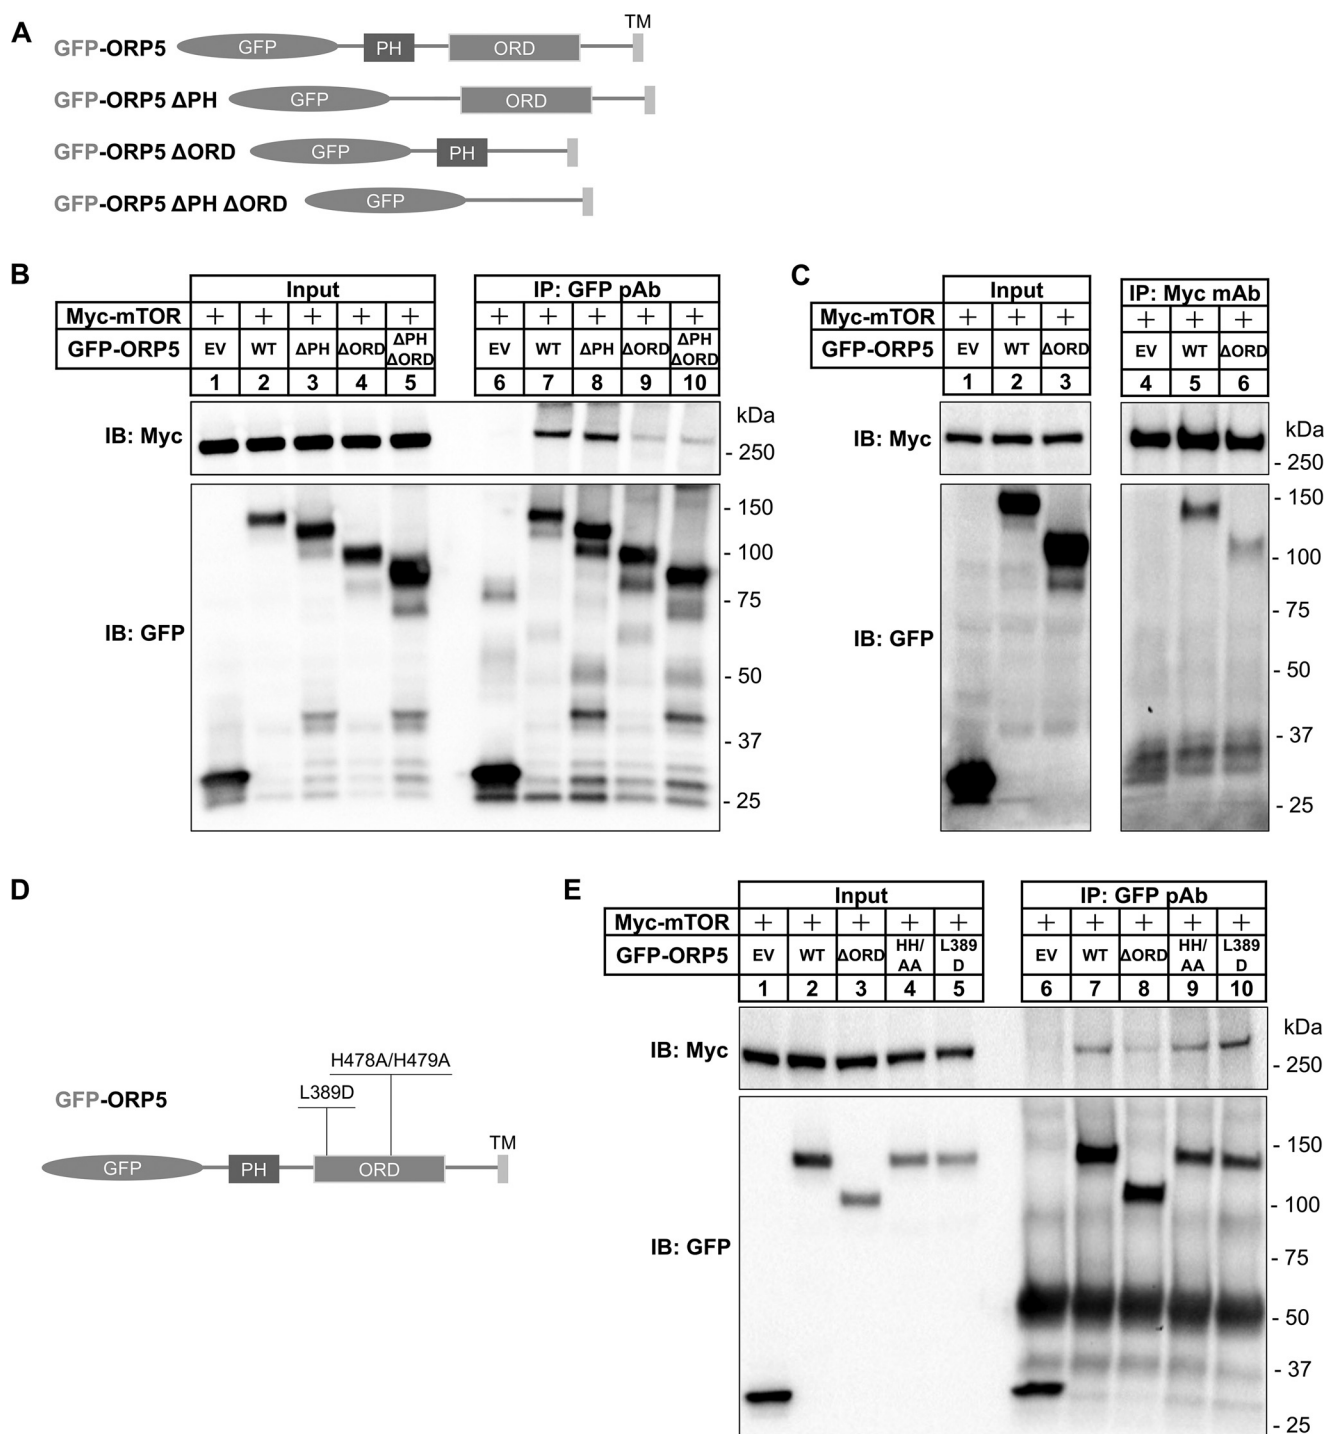 A
TM
GFP-ORP5 GFP PH ORD
GFP-ORP5 ΔPH GFP ORD
GFP-ORP5 ΔORD GFP PH
GFP-ORP5 ΔPH ΔORD GFP
B
Input IP: GFP pAb
Myc-mTOR + + + + + + + + + +
GFP-ORP5 EV WT ΔPH ΔORD ΔPH ΔORD EV WT ΔPH ΔORD ΔPH ΔORD
1 2 3 4 5 6 7 8 9 10
kDa
IB: Myc
- 250
- 150
- 100
- 75
IB: GFP
- 50
- 37
- 25
C
Input IP: Myc mAb
Myc-mTOR + + + + + +
GFP-ORP5 EV WT ΔORD EV WT ΔORD
1 2 3 4 5 6
kDa
IB: Myc
- 250
- 150
- 100
- 75
IB: GFP
- 50
- 37
- 25
D
H478A/H479A
L389D
GFP-ORP5
TM
GFP PH ORD
E
Input IP: GFP pAb
Myc-mTOR + + + + + + + + + +
GFP-ORP5 EV WT ΔORD HH/AA L389D EV WT ΔORD HH/AA L389D
1 2 3 4 5 6 7 8 9 10
kDa
IB: Myc
- 250
- 150
- 100
IB: GFP
- 75
- 50
- 37
- 25